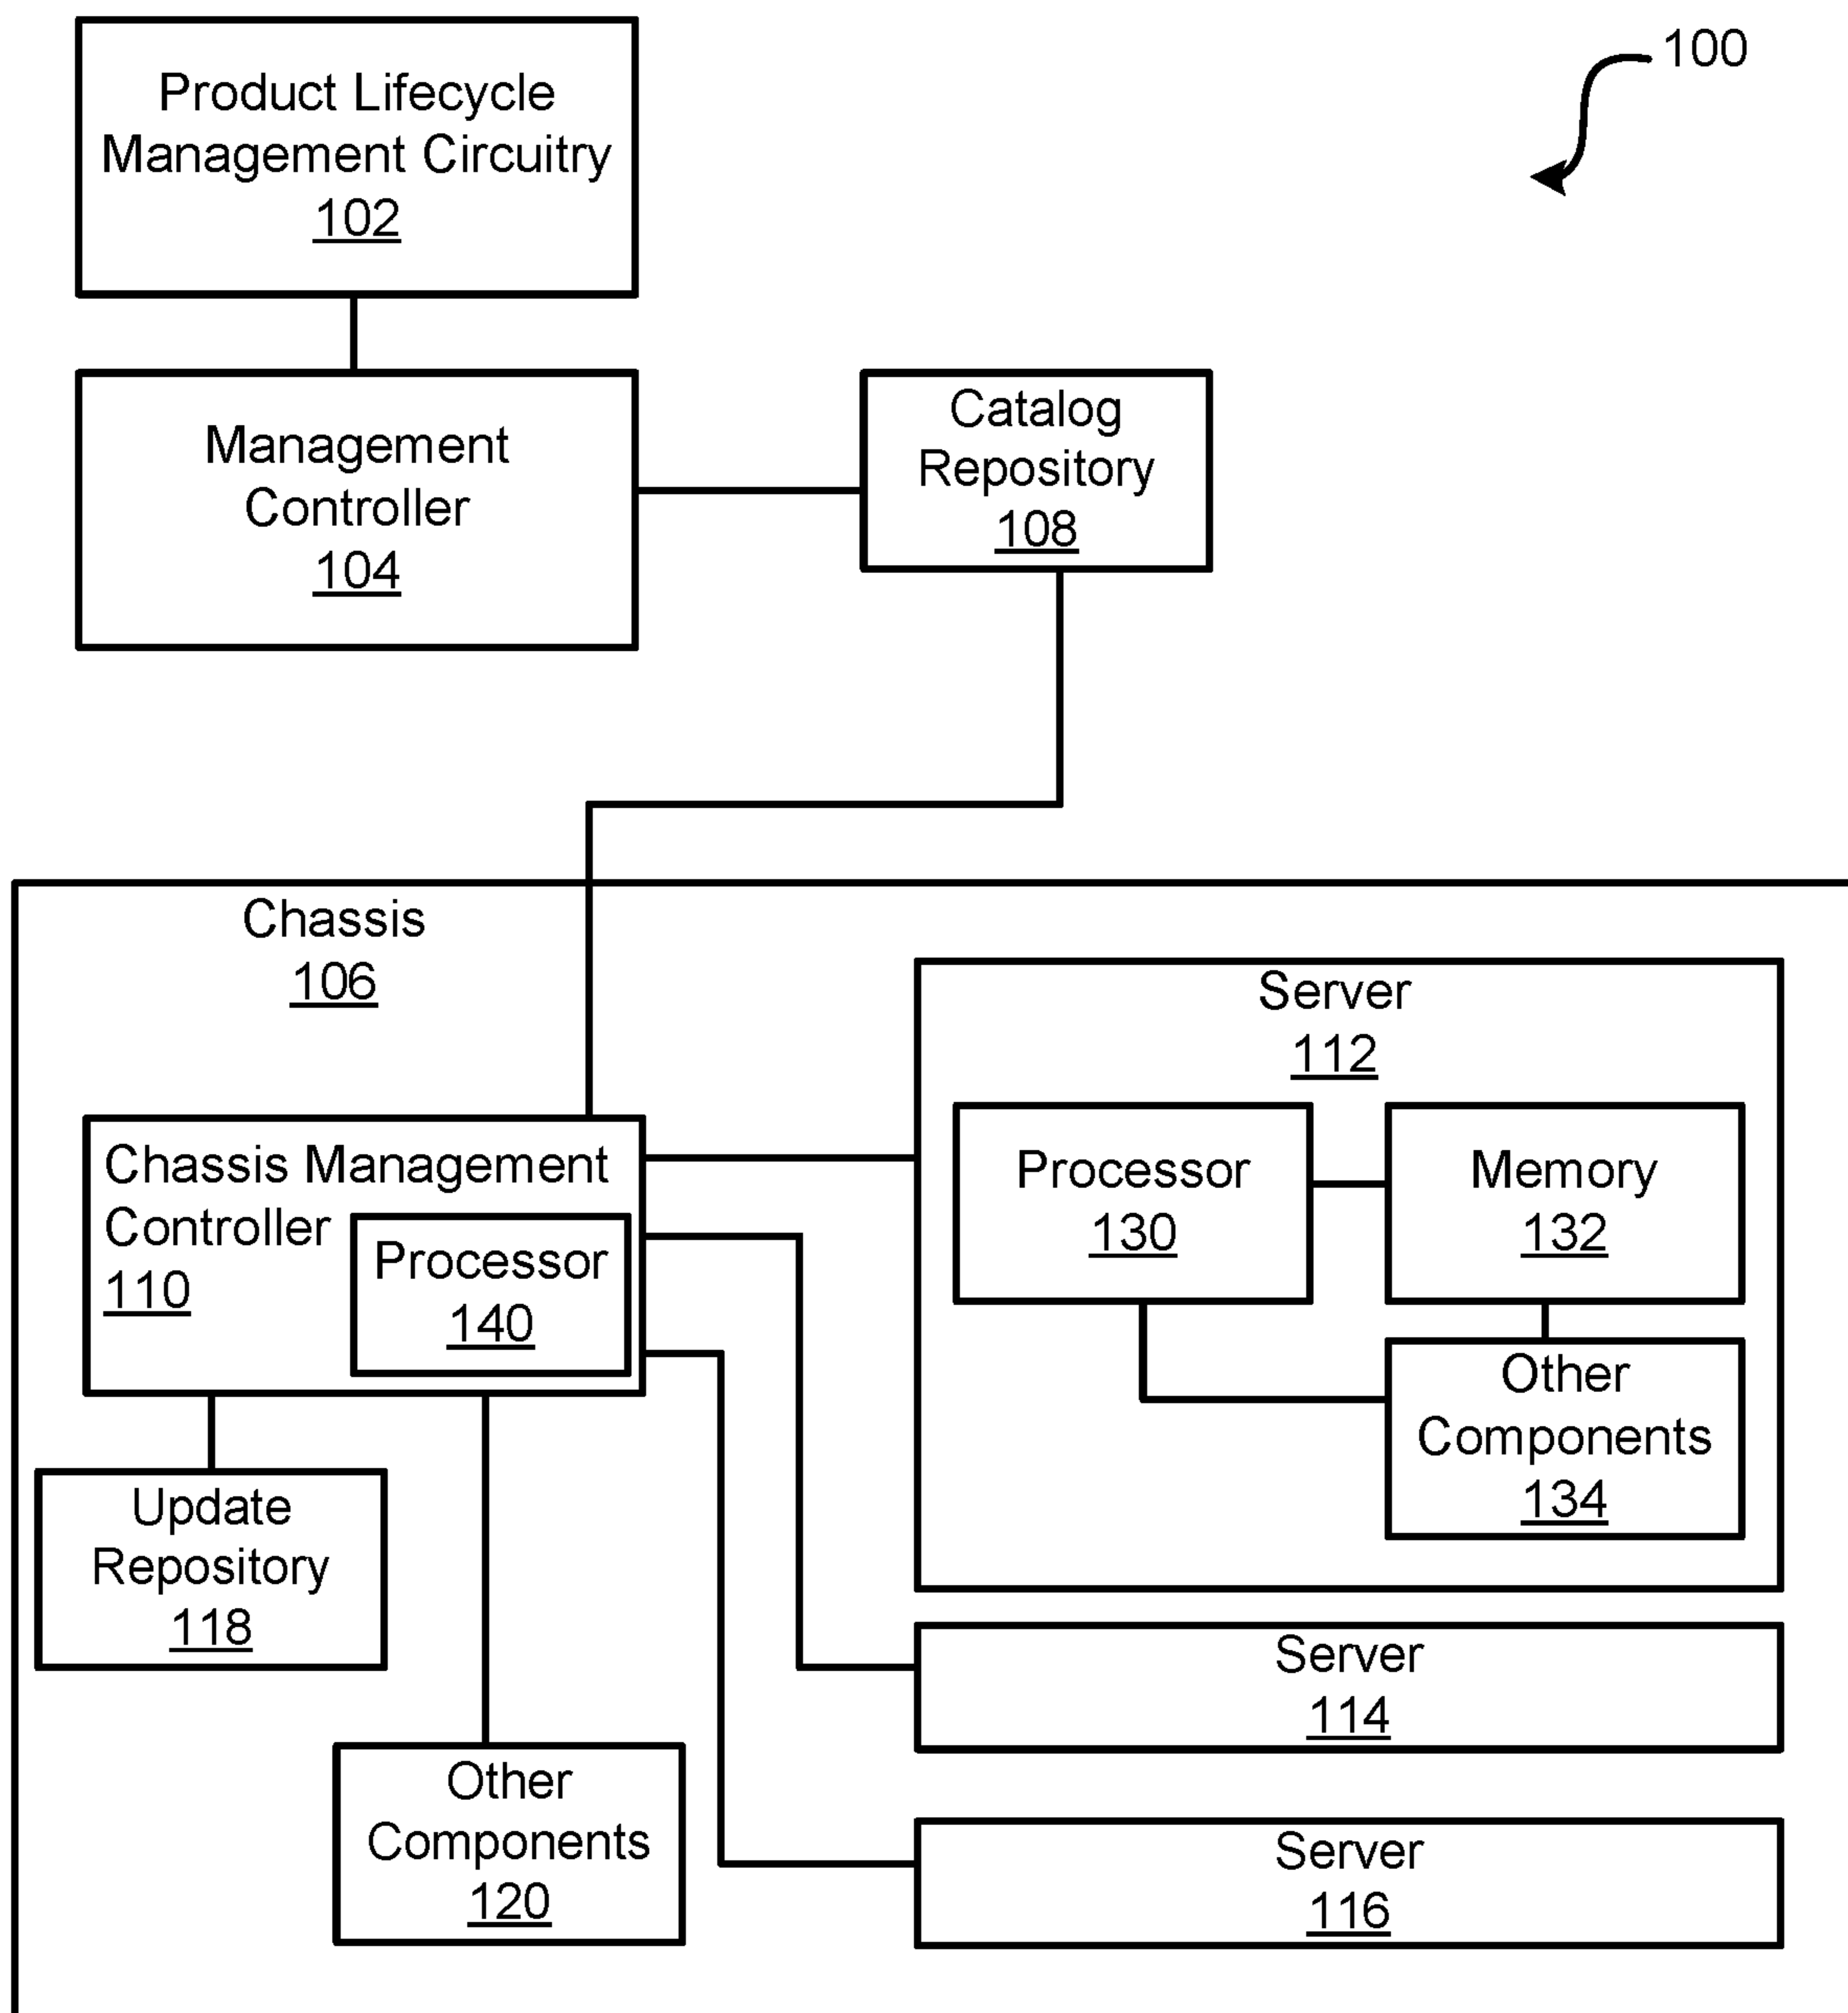 100
Product Lifecycle
Management Circuitry
102
Management
Controller
104
Catalog
Repository
108
Chassis
106
Server
112
Processor
130
Memory
132
Other
Components
134
Chassis Management
Controller
110
Processor
140
Update
Repository
118
Other
Components
120
Server
114
Server
116